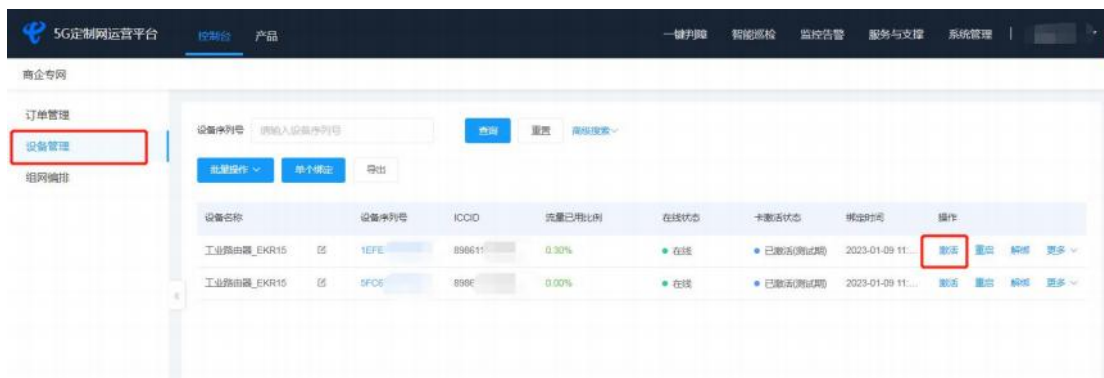 5G定制网运营平台 控制台 产品 一键判障 智能巡检 监控告警 服务与支撑 系统管理
商企专网
订单管理
设备管理
组网编排
设备序列号 请输入设备序列号 查询 重置 高级搜索
批量操作 单个绑定 导出
设备名称 设备序列号 ICCID 流量已用比例 在线状态 卡激活状态 绑定时间 操作
工业路由器_EKR15 1EFE 898611 0.30% 在线 已激活(测试期) 2023-01-09 11:... 激活 重启 解绑 更多
工业路由器_EKR15 5FC6 8986 0.00% 在线 已激活(测试期) 2023-01-09 11:... 激活 重启 解绑 更多